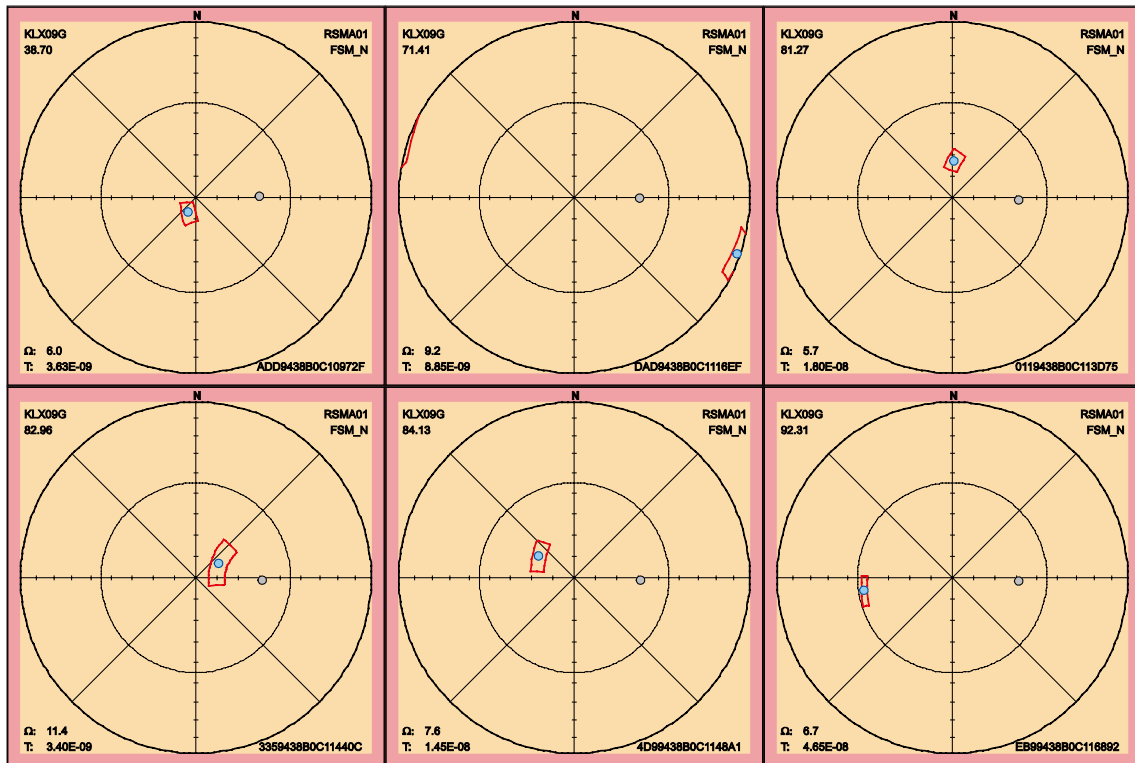 N
KLX09G RSMA01
38.70 FSM_N
Ω: 6.0
T: 3.63E-09 ADD9438B0C10972F
N
KLX09G RSMA01
71.41 FSM_N
Ω: 9.2
T: 8.85E-09 DAD9438B0C1116EF
N
KLX09G RSMA01
81.27 FSM_N
Ω: 5.7
T: 1.80E-08 0119438B0C113D75
N
KLX09G RSMA01
82.96 FSM_N
Ω: 11.4
T: 3.40E-09 3359438B0C11440C
N
KLX09G RSMA01
84.13 FSM_N
Ω: 7.6
T: 1.45E-08 4D99438B0C1148A1
N
KLX09G RSMA01
92.31 FSM_N
Ω: 6.7
T: 4.65E-08 EB99438B0C116892